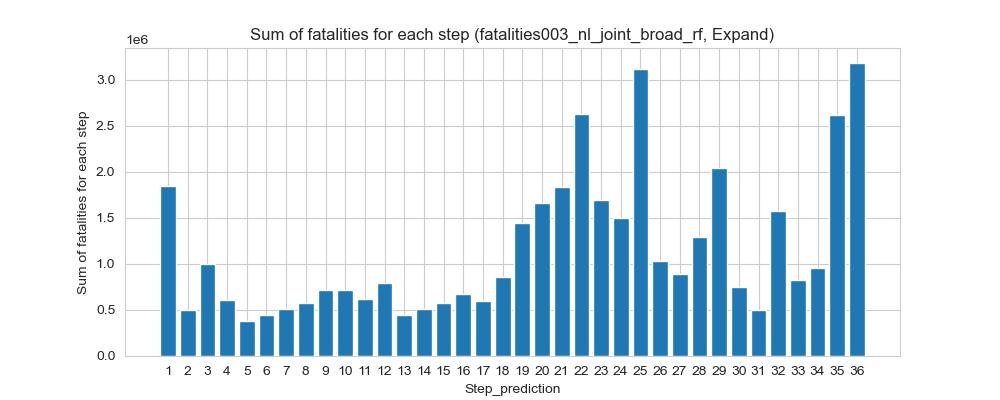 Sum of fatalities for each step (fatalities003_nl_joint_broad_rf, Expand)
1e6
3.0
2.5
2.0
1.5
1.0
0.5
0.0
Sum of fatalities for each step
1 2 3 4 5 6 7 8 9 10 11 12 13 14 15 16 17 18 19 20 21 22 23 24 25 26 27 28 29 30 31 32 33 34 35 36
Step_prediction